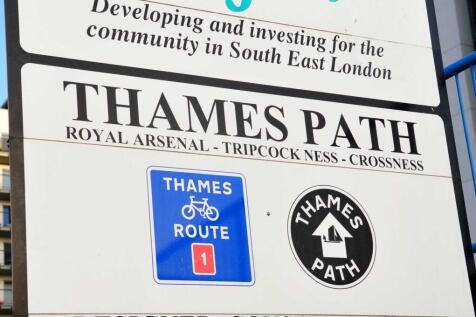 Developing and investing for the
community in South East London
THAMES PATH
ROYAL ARSENAL - TRIPCOCK NESS - CROSSNESS
THAMES
ROUTE
1
THAMES
PATH